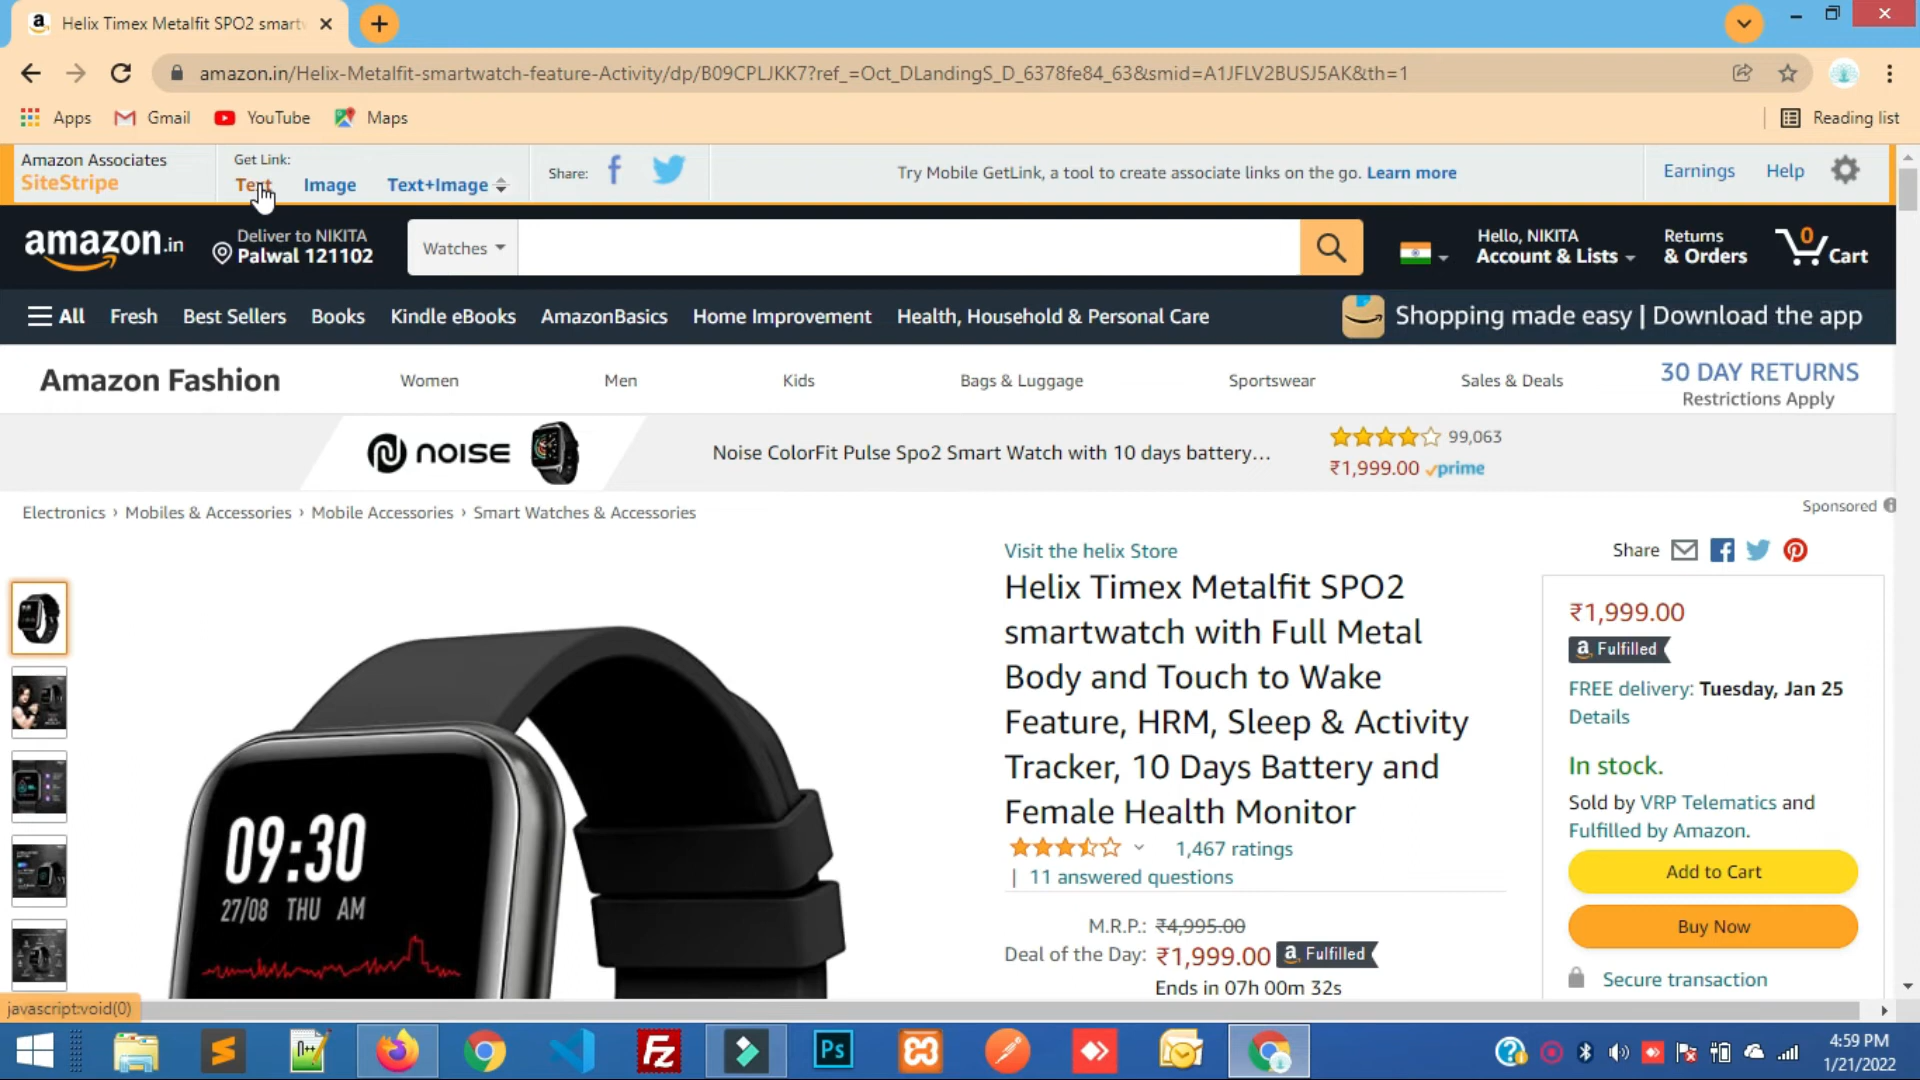 Helix Timex Metalfit SPO2 smart
amazon.in/Helix-Metalfit-smartwatch-feature-Activity/dp/B09CPLJKK7?ref_=Oct_DLandingS_D_6378fe84_63&smid=A1JFLV2BUSJ5AK&th=1
Apps Gmail YouTube Maps Reading list
Amazon Associates
SiteStripe
Get Link:
Text Image Text+Image
Share:
Try Mobile GetLink, a tool to create associate links on the go. Learn more
Earnings Help
amazon.in
Deliver to NIKITA
Palwal 121102
Watches
Hello, NIKITA
Account & Lists
Returns
& Orders
0
Cart
All Fresh Best Sellers Books Kindle eBooks AmazonBasics Home Improvement Health, Household & Personal Care
Shopping made easy | Download the app
Amazon Fashion Women Men Kids Bags & Luggage Sportswear Sales & Deals
30 DAY RETURNS
Restrictions Apply
noise
Noise ColorFit Pulse Spo2 Smart Watch with 10 days battery...
99,063
₹1,999.00 prime
Sponsored
Electronics › Mobiles & Accessories › Mobile Accessories › Smart Watches & Accessories
09:30
27/08 THU AM
Visit the helix Store
Helix Timex Metalfit SPO2
smartwatch with Full Metal
Body and Touch to Wake
Feature, HRM, Sleep & Activity
Tracker, 10 Days Battery and
Female Health Monitor
1,467 ratings
| 11 answered questions
M.R.P.: ₹4,995.00
Deal of the Day: ₹1,999.00 a Fulfilled
Ends in 07h 00m 32s
Share
₹1,999.00
a Fulfilled
FREE delivery: Tuesday, Jan 25
Details
In stock.
Sold by VRP Telematics and
Fulfilled by Amazon.
Add to Cart
Buy Now
Secure transaction
javascript:void(0)
N++
Fz
Ps
4:59 PM
1/21/2022